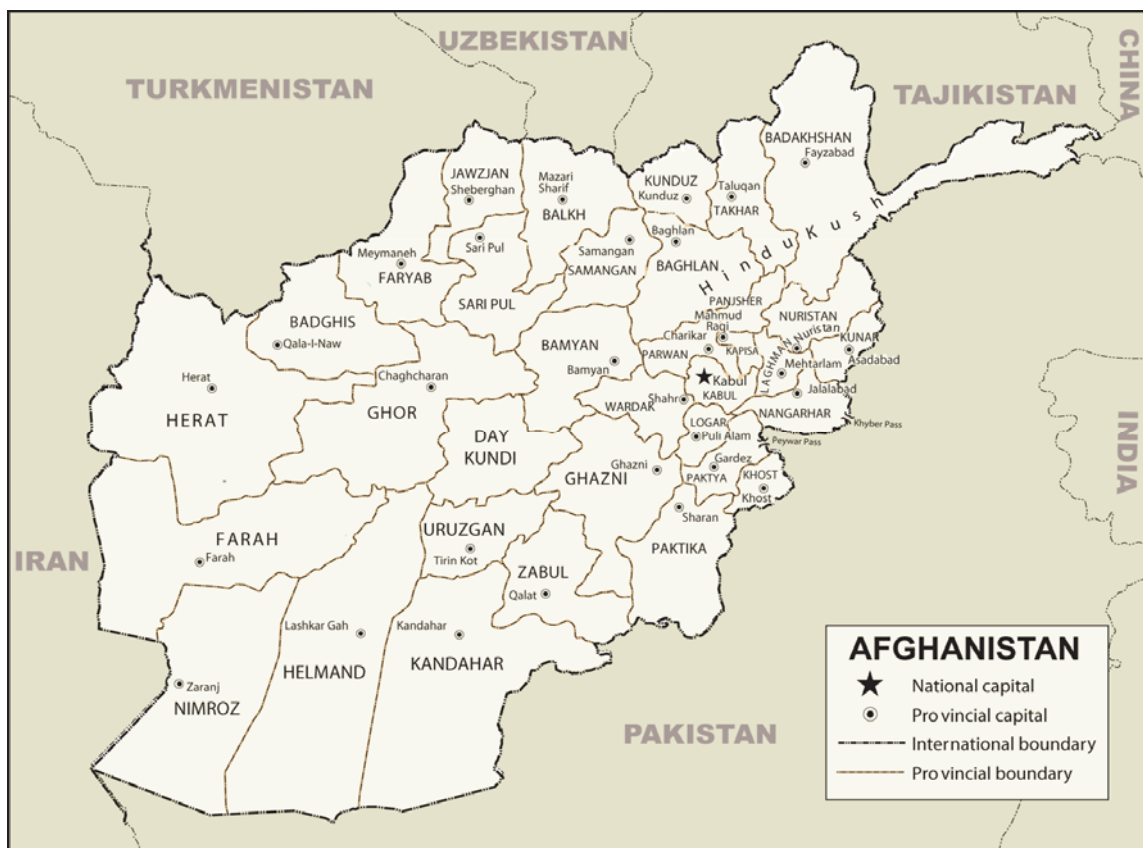 UZBEKISTAN
CHINA
TURKMENISTAN
TAJIKISTAN
BADAKHSHAN
Fayzabad
JAWZJAN
Sheberghan
Mazari
Sharif
BALKH
KUNDUZ
Kunduz
Taluqan
TAKHAR
Hindu Kush
Sari Pul
Samangan
SAMANGAN
Baghlan
BAGHLAN
Meymaneh
FARYAB
SARI PUL
PANJSHER
BADGHIS
Qala-I-Naw
BAMYAN
Bamyan
Mahmud
Raqi
Charikar
PARWAN
KAPISA
NURISTAN
Nuristan
KUNAR
Asadabad
LAGHMAN
Mehtarlam
Herat
HERAT
Chaghcharan
GHOR
Kabul
KABUL
Jalalabad
NANGARHAR
Khyber Pass
WARDAK
Shahr
DAY
KUNDI
LOGAR
Puli Alam
Peywar Pass
Ghazni
GHAZNI
Gardez
PAKTYA
KHOST
Khost
INDIA
FARAH
Farah
URUZGAN
Tirin Kot
Sharan
PAKTIKA
IRAN
ZABUL
Qalat
Lashkar Gah
HELMAND
Kandahar
KANDAHAR
Zaranj
NIMROZ
PAKISTAN
AFGHANISTAN
National capital
Provincial capital
International boundary
Provincial boundary